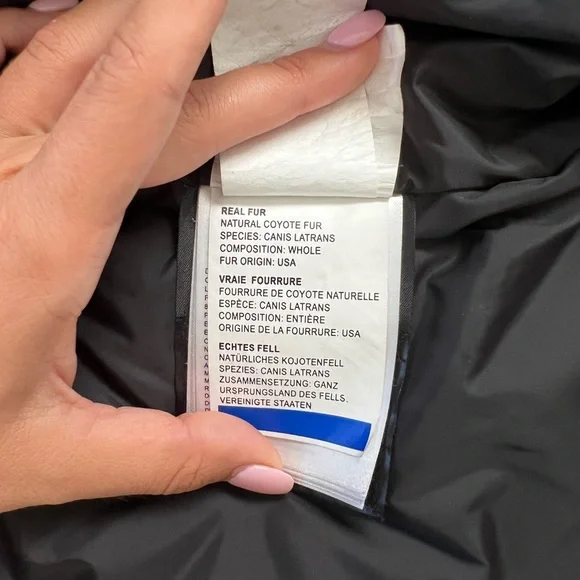 REAL FUR
NATURAL COYOTE FUR
SPECIES: CANIS LATRANS
COMPOSITION: WHOLE
FUR ORIGIN: USA
VRAIE FOURRURE
FOURRURE DE COYOTE NATURELLE
ESPÈCE: CANIS LATRANS
COMPOSITION: ENTIÈRE
ORIGINE DE LA FOURRURE: USA
ECHTES FELL
NATÜRLICHES KOJOTENFELL
SPEZIES: CANIS LATRANS
ZUSAMMENSETZUNG: GANZ
URSPRUNGSLAND DES FELLS,
VEREINIGTE STAATEN